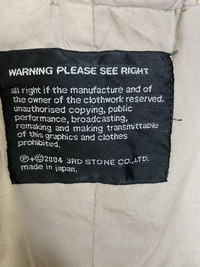 WARNING PLEASE SEE RIGHT
all right if the manufacture and of
the owner of the clothwork reserved.
unauthorised copying, public
performance, broadcasting,
remaking and making transmittable
of this graphics and clothes
prohibited.
℗+©2004 3RD STONE CO.,LTD.
made in japan.